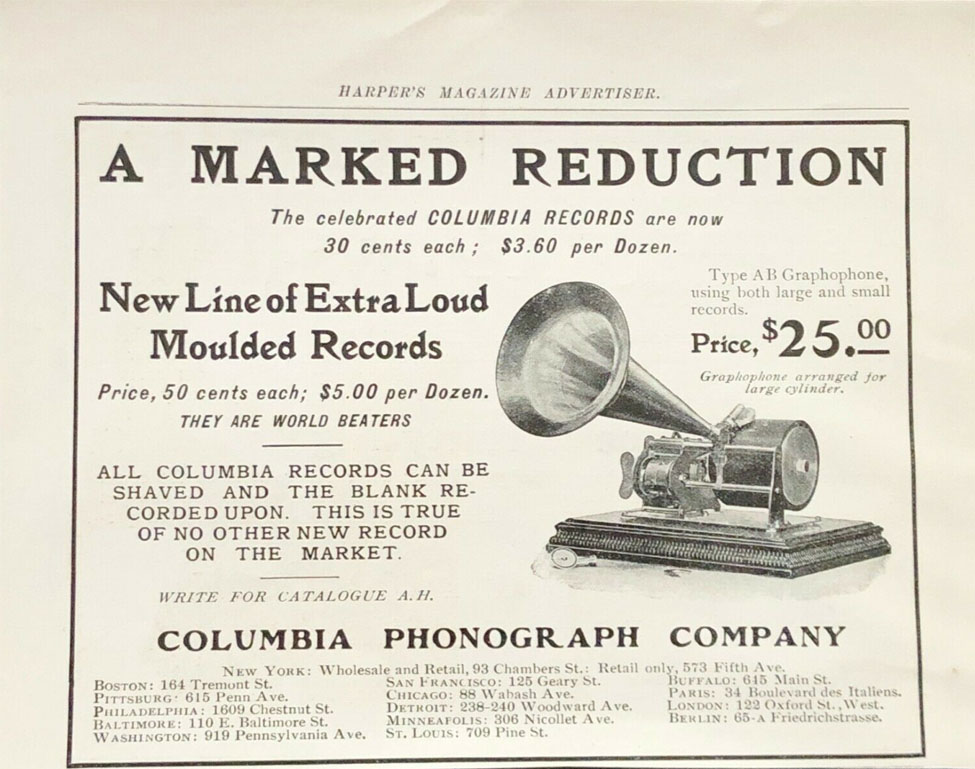 HARPER'S MAGAZINE ADVERTISER.
A MARKED REDUCTION
The celebrated COLUMBIA RECORDS are now
30 cents each; $3.60 per Dozen.
New Line of Extra Loud
Moulded Records
Price, 50 cents each; $5.00 per Dozen.
THEY ARE WORLD BEATERS
ALL COLUMBIA RECORDS CAN BE
SHAVED AND THE BLANK RE-
CORDED UPON. THIS IS TRUE
OF NO OTHER NEW RECORD
ON THE MARKET.
WRITE FOR CATALOGUE A.H.
Type AB Graphophone,
using both large and small
records.
Price, $25.00
Graphophone arranged for
large cylinder.
COLUMBIA PHONOGRAPH COMPANY
NEW YORK: Wholesale and Retail, 93 Chambers St.: Retail only, 573 Fifth Ave.
BOSTON: 164 Tremont St.
PITTSBURG: 615 Penn Ave.
PHILADELPHIA: 1609 Chestnut St.
BALTIMORE: 110 E. Baltimore St.
WASHINGTON: 919 Pennsylvania Ave.
SAN FRANCISCO: 125 Geary St.
CHICAGO: 88 Wabash Ave.
DETROIT: 238-240 Woodward Ave.
MINNEAPOLIS: 306 Nicollet Ave.
ST. LOUIS: 709 Pine St.
BUFFALO: 645 Main St.
PARIS: 34 Boulevard des Italiens.
LONDON: 122 Oxford St., West.
BERLIN: 65-A Friedrichstrasse.